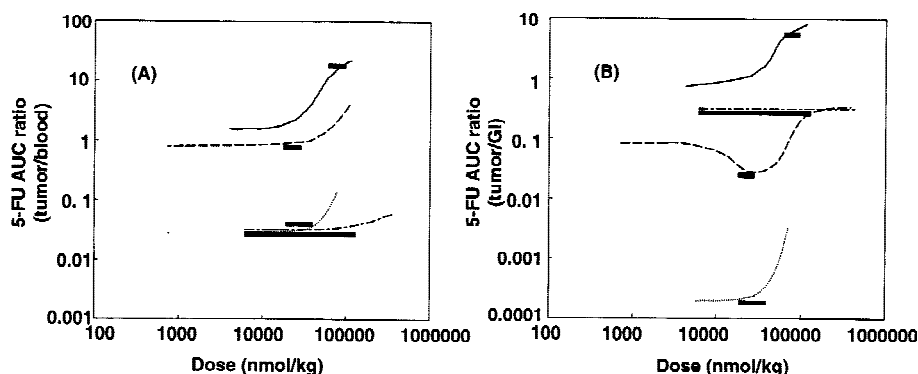 (A)
5-FU AUC ratio
(tumor/blood)
100
10
1
0.1
0.01
0.001
100 1000 10000 100000 1000000
Dose (nmol/kg)
(B)
5-FU AUC ratio
(tumor/GI)
10
1
0.1
0.01
0.001
0.0001
100 1000 10000 100000 1000000
Dose (nmol/kg)